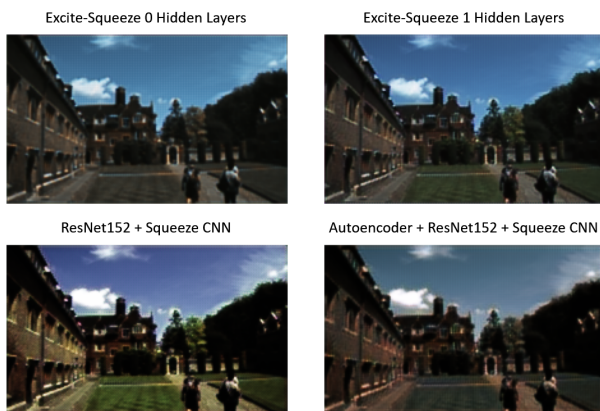 Excite-Squeeze 0 Hidden Layers
Excite-Squeeze 1 Hidden Layers
ResNet152 + Squeeze CNN
Autoencoder + ResNet152 + Squeeze CNN